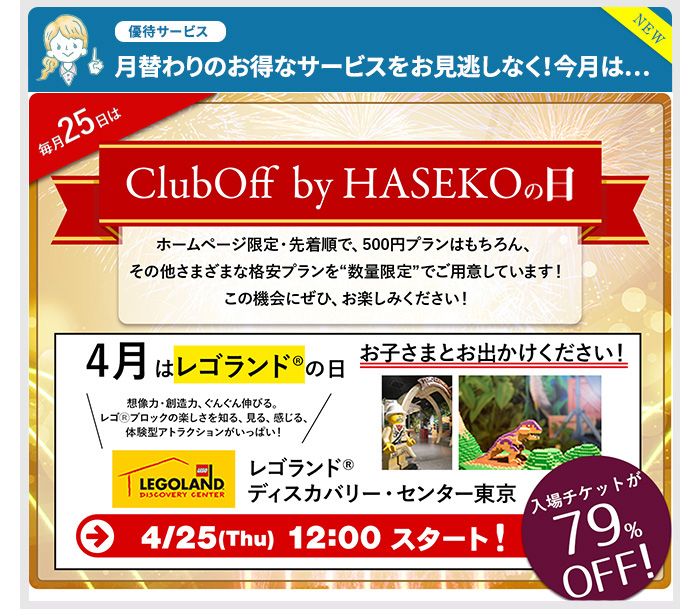 優待サービス
NEW
月替わりのお得なサービスをお見逃しなく！今月は…
毎月25日は
ClubOff by HASEKOの日
ホームページ限定・先着順で、500円プランはもちろん、
その他さまざまな格安プランを“数量限定”でご用意しています！
この機会にぜひ、お楽しみください！
4月はレゴランド®の日
お子さまとお出かけください！
想像力・創造力、ぐんぐん伸びる。
レゴ®ブロックの楽しさを知る、見る、感じる、
体験型アトラクションがいっぱい！
LEGO
LEGOLAND
DISCOVERY CENTER
レゴランド®
ディスカバリー・センター東京
4/25(Thu) 12:00 スタート！
入場チケットが
79%
OFF!